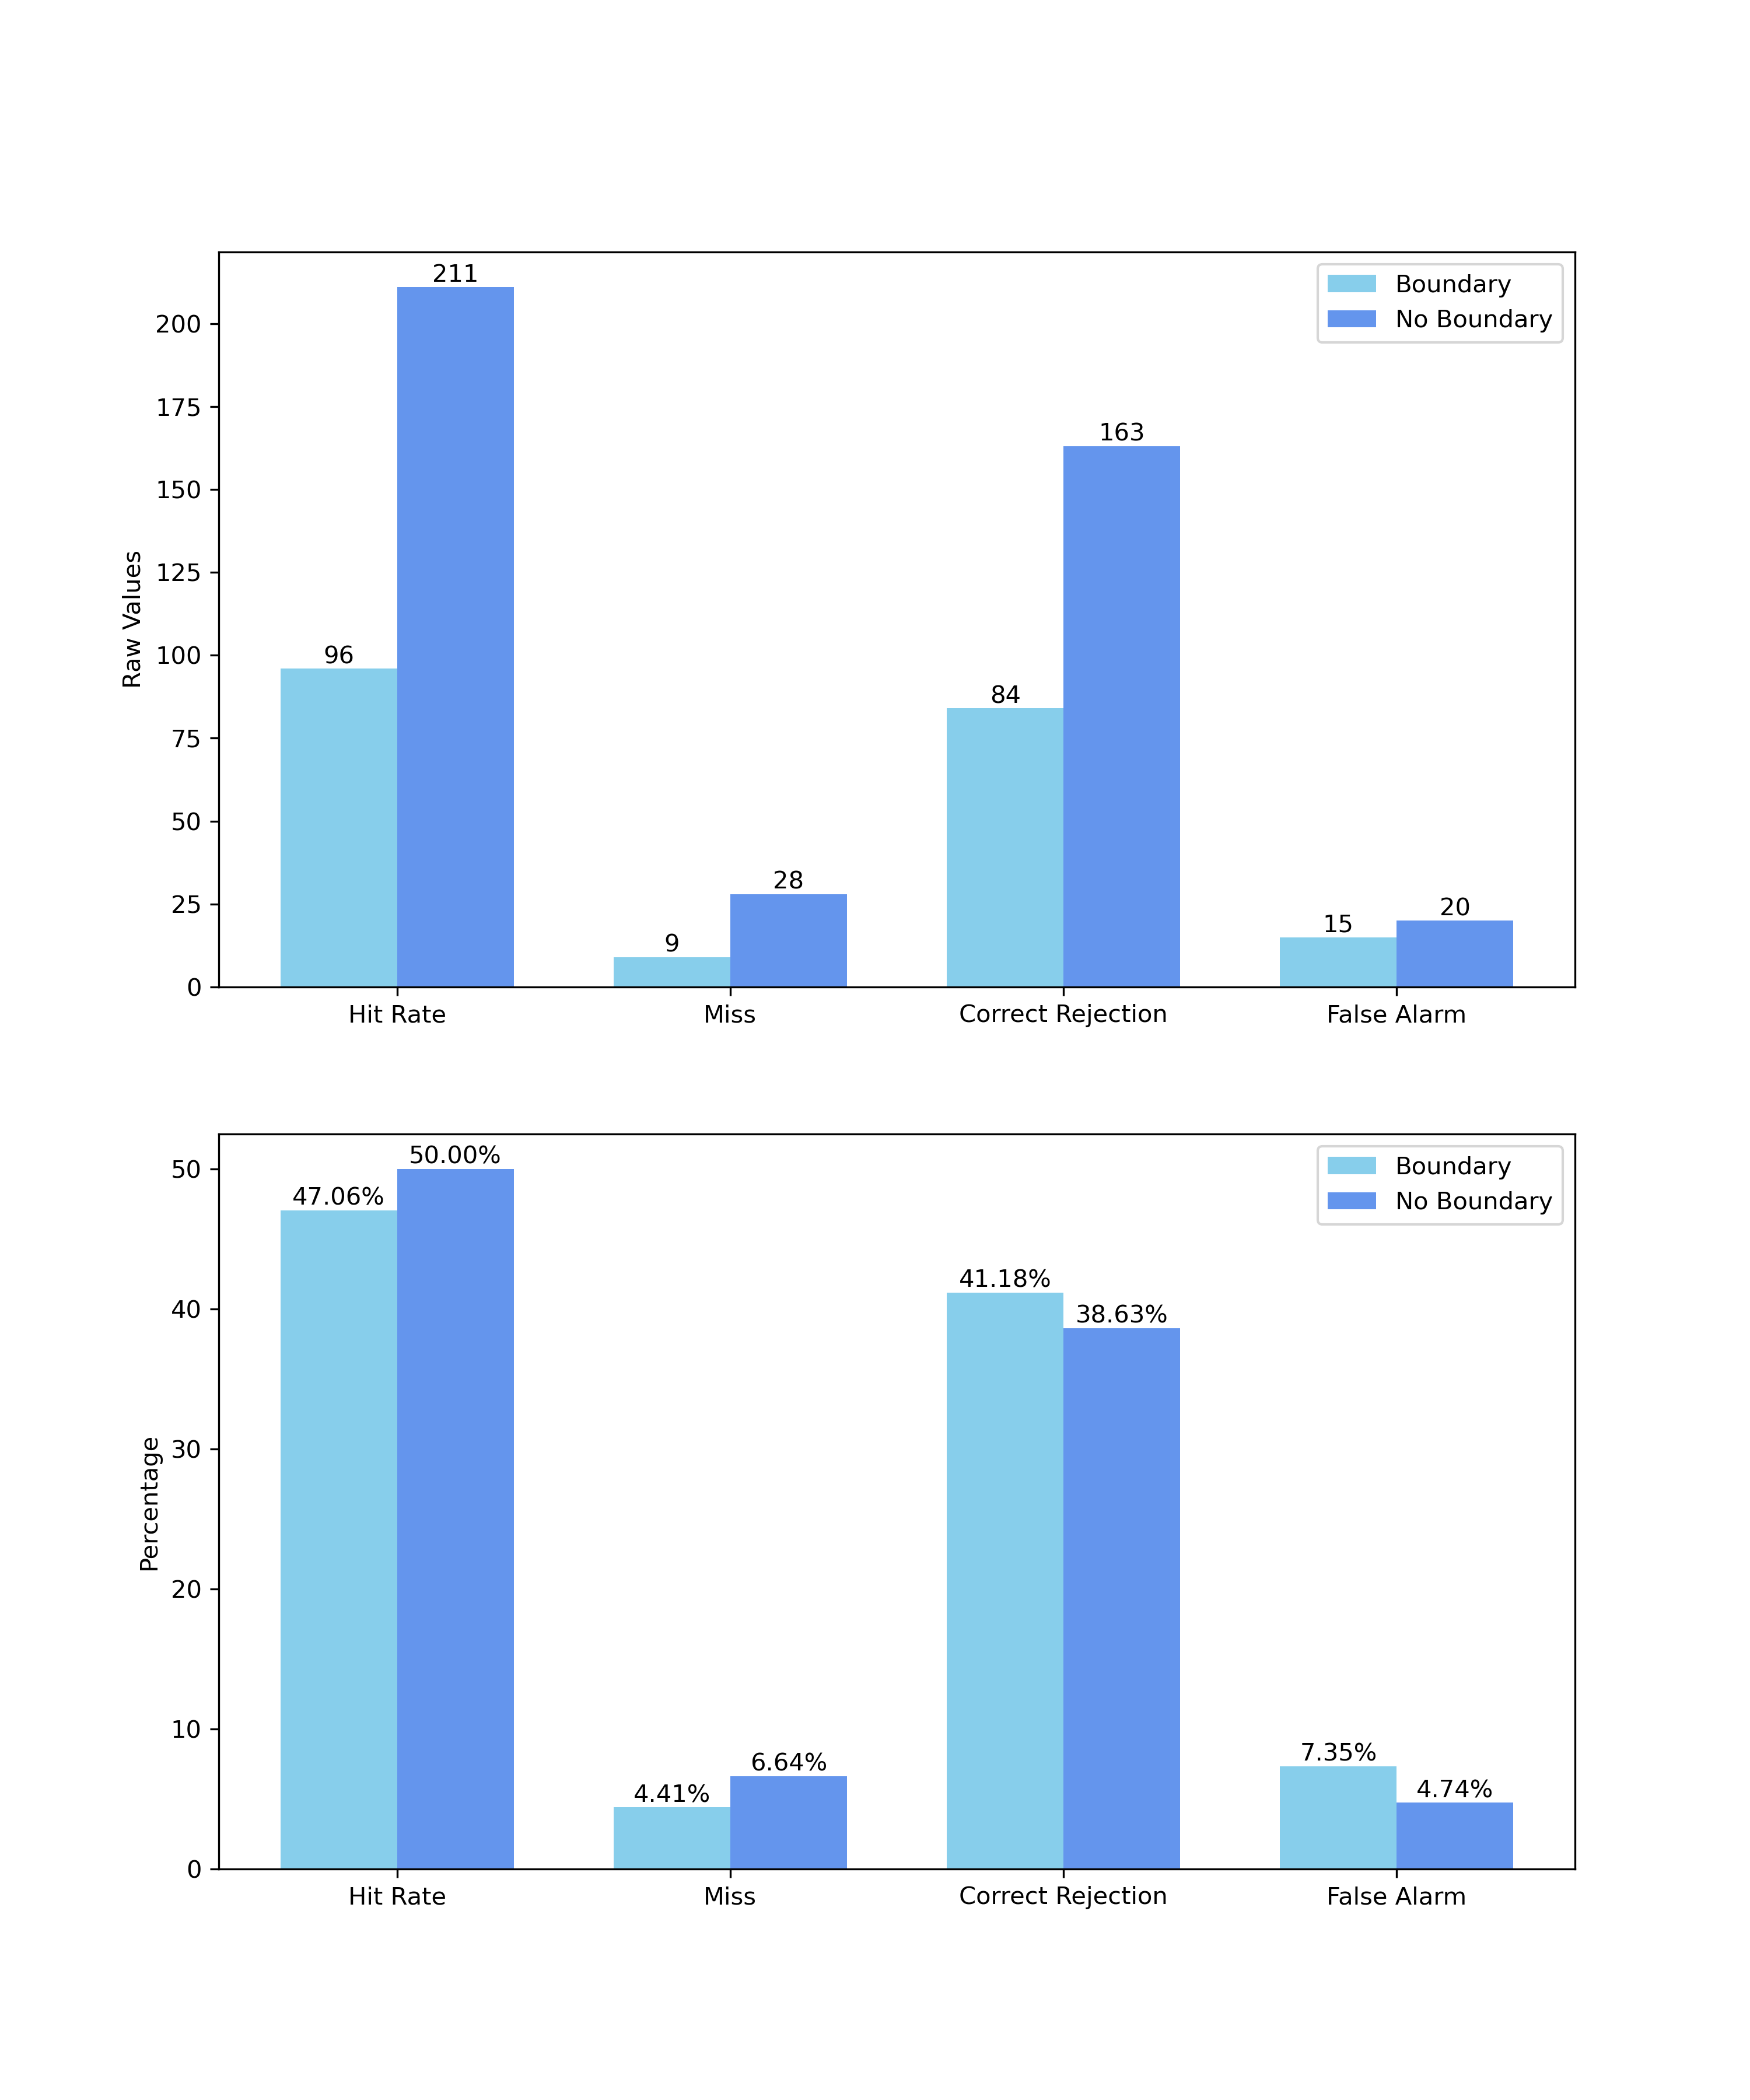 211
Boundary
No Boundary
200
175
163
150
125
Raw Values
100
96
84
75
50
28
25
20
15
9
0
Hit Rate
Miss
Correct Rejection
False Alarm
50.00%
Boundary
50
No Boundary
47.06%
41.18%
40
38.63%
30
Percentage
20
10
7.35%
6.64%
4.74%
4.41%
0
Hit Rate
Miss
Correct Rejection
False Alarm